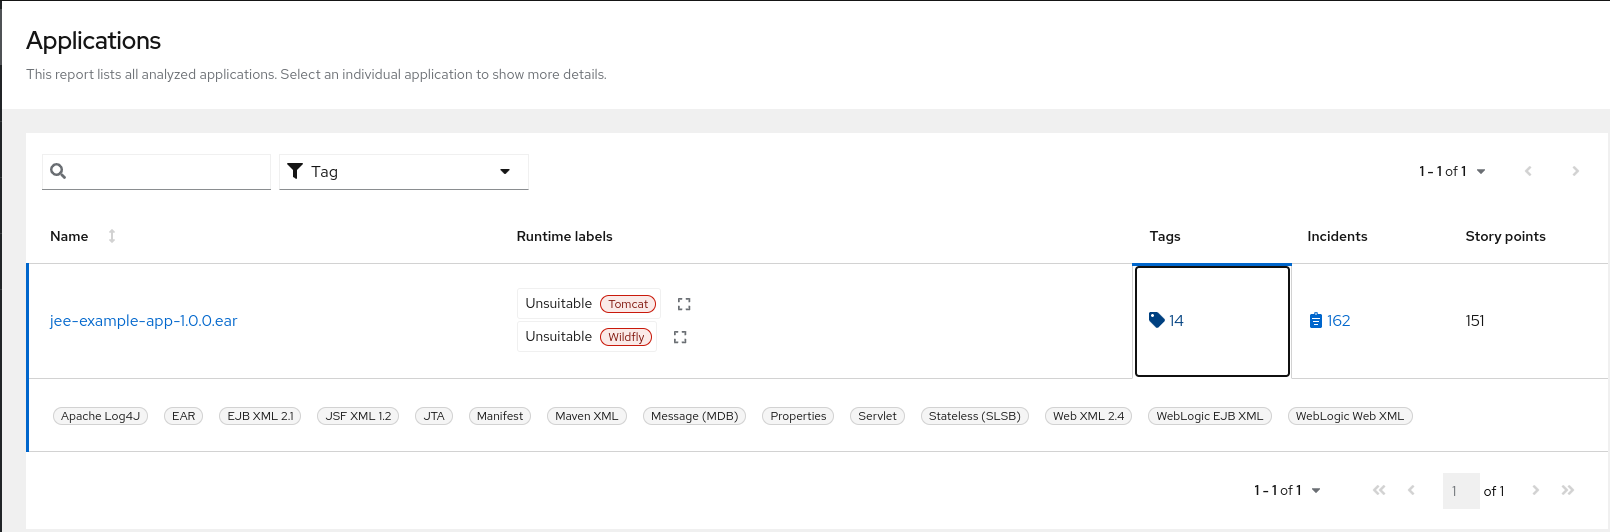 Applications
This report lists all analyzed applications. Select an individual application to show more details.
Tag 1 - 1 of 1
Name Runtime labels Tags Incidents Story points
Unsuitable Tomcat
jee-example-app-1.0.0.ear 14 162 151
Unsuitable Wildfly
Apache Log4J EAR EJB XML 2.1 JSF XML 1.2 JTA Manifest Maven XML Message (MDB) Properties Servlet Stateless (SLSB) Web XML 2.4 WebLogic EJB XML WebLogic Web XML
1 - 1 of 1 1 of 1